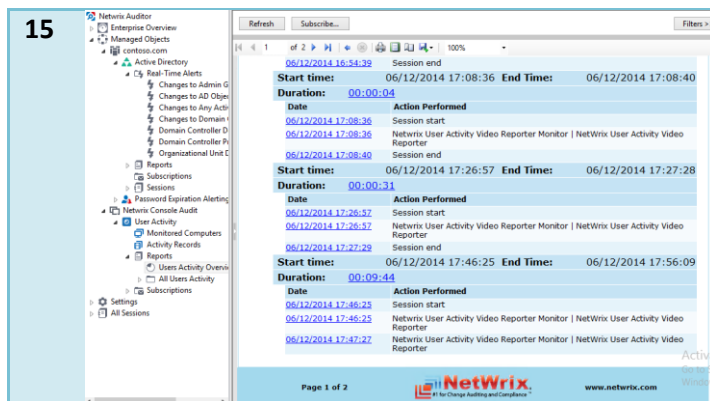 15
Netwrix Auditor
Enterprise Overview
Managed Objects
contoso.com
Active Directory
Real-Time Alerts
Changes to Admin G
Changes to AD Objec
Changes to Any Acti
Changes to Domain
Domain Controller D
Domain Controller P
Organizational Unit D
Reports
Subscriptions
Sessions
Password Expiration Alerting
Netwrix Console Audit
User Activity
Monitored Computers
Activity Records
Reports
Users Activity Overvi
All Users Activity
Subscriptions
Settings
All Sessions
Refresh Subscribe... Filters >
1 of 2 100%
06/12/2014 16:54:39 Session end
Start time: 06/12/2014 17:08:36 End Time: 06/12/2014 17:08:40
Duration: 00:00:04
Date Action Performed
06/12/2014 17:08:36 Session start
06/12/2014 17:08:36 Netwrix User Activity Video Reporter Monitor | NetWrix User Activity Video
Reporter
06/12/2014 17:08:40 Session end
Start time: 06/12/2014 17:26:57 End Time: 06/12/2014 17:27:28
Duration: 00:00:31
Date Action Performed
06/12/2014 17:26:57 Session start
06/12/2014 17:26:57 Netwrix User Activity Video Reporter Monitor | NetWrix User Activity Video
Reporter
06/12/2014 17:27:29 Session end
Start time: 06/12/2014 17:46:25 End Time: 06/12/2014 17:56:09
Duration: 00:09:44
Date Action Performed
06/12/2014 17:46:25 Session start
06/12/2014 17:46:25 Netwrix User Activity Video Reporter Monitor | NetWrix User Activity Video
Reporter
06/12/2014 17:47:27 Netwrix User Activity Video Reporter Monitor | NetWrix User Activity Video
Reporter
Activ
Go to
Windo
Page 1 of 2 NetWrix www.netwrix.com
#1 for Change Auditing and Compliance